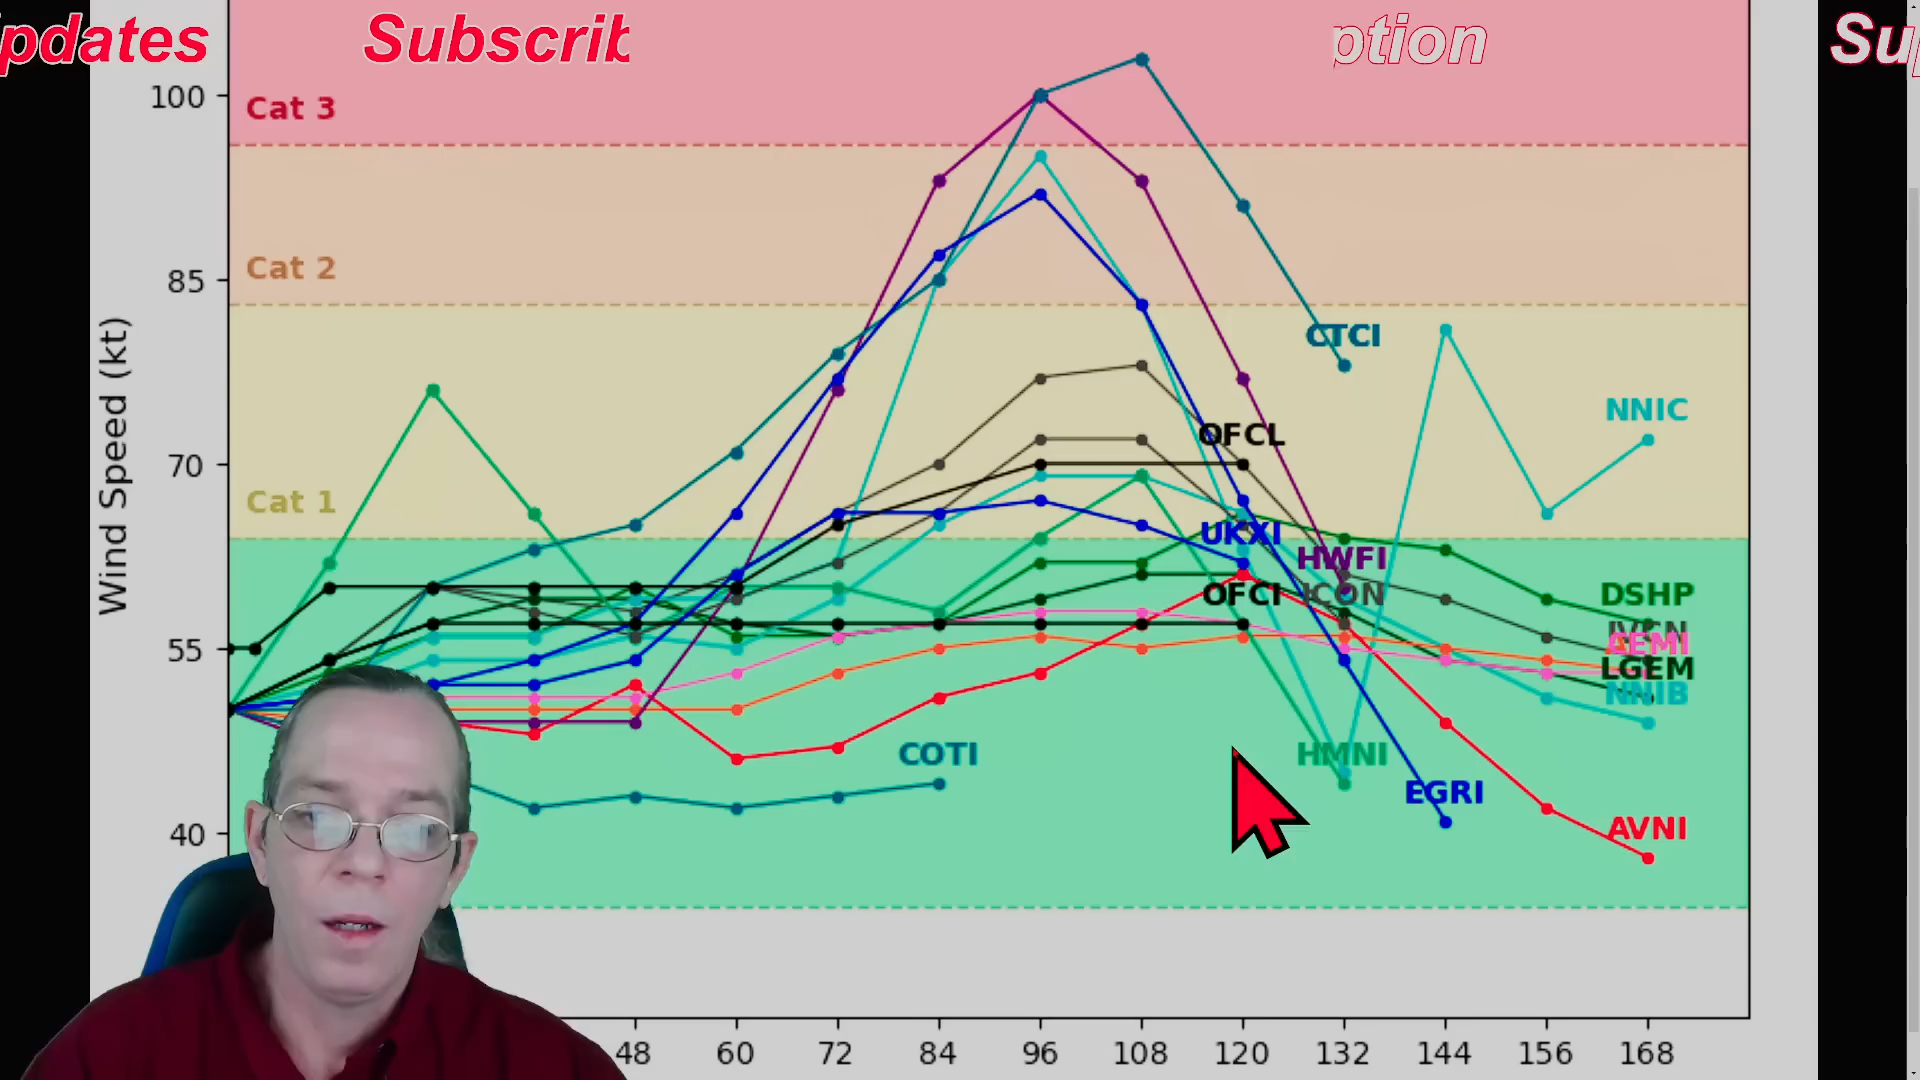 pdates Subscrib ption Su
100
Cat 3
Cat 2
85
CTCI
NNIC
OFCL
70
Cat 1
Wind Speed (kt)
UKXI
HWFI
OFCI ICON DSHP
55
LGEM
NNIB
COTI HMNI
EGRI
AVNI
40
48 60 72 84 96 108 120 132 144 156 168